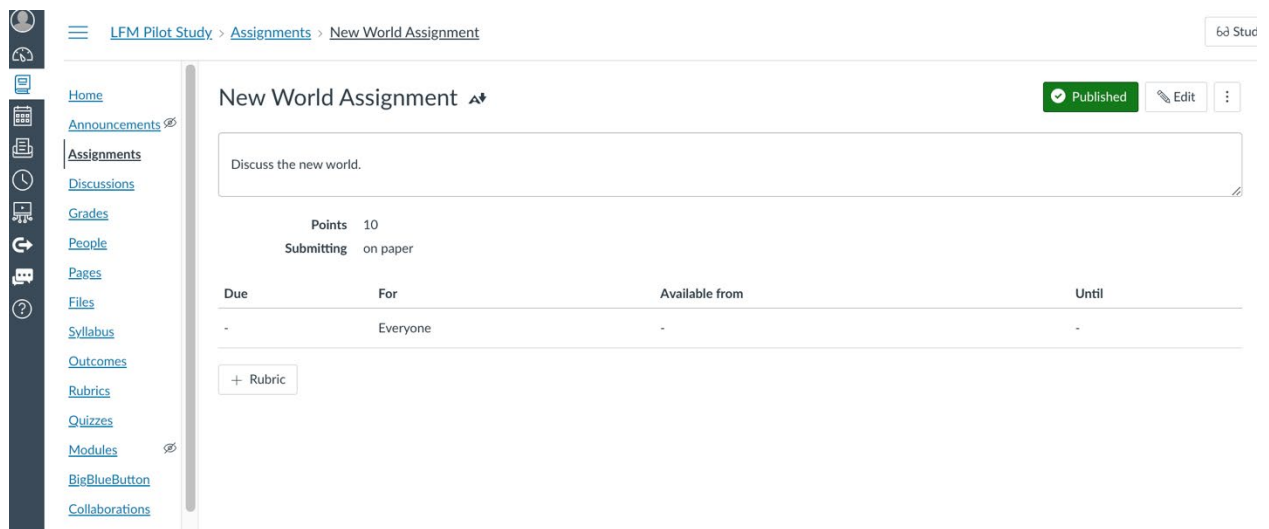 LFM Pilot Study > Assignments > New World Assignment
Stud
Home
Announcements
Assignments
Discussions
Grades
People
Pages
Files
Syllabus
Outcomes
Rubrics
Quizzes
Modules
BigBlueButton
Collaborations
New World Assignment
Published
Edit
Discuss the new world.
Points 10
Submitting on paper
Due For Available from Until
- Everyone - -
+ Rubric